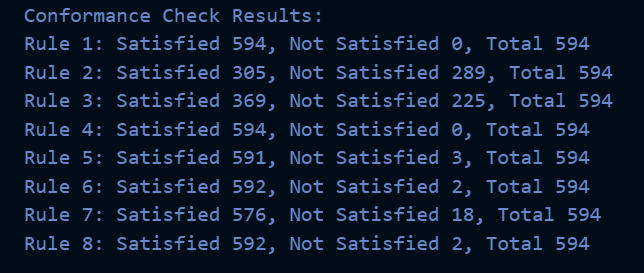 Conformance Check Results:
Rule 1: Satisfied 594, Not Satisfied 0, Total 594
Rule 2: Satisfied 305, Not Satisfied 289, Total 594
Rule 3: Satisfied 369, Not Satisfied 225, Total 594
Rule 4: Satisfied 594, Not Satisfied 0, Total 594
Rule 5: Satisfied 591, Not Satisfied 3, Total 594
Rule 6: Satisfied 592, Not Satisfied 2, Total 594
Rule 7: Satisfied 576, Not Satisfied 18, Total 594
Rule 8: Satisfied 592, Not Satisfied 2, Total 594